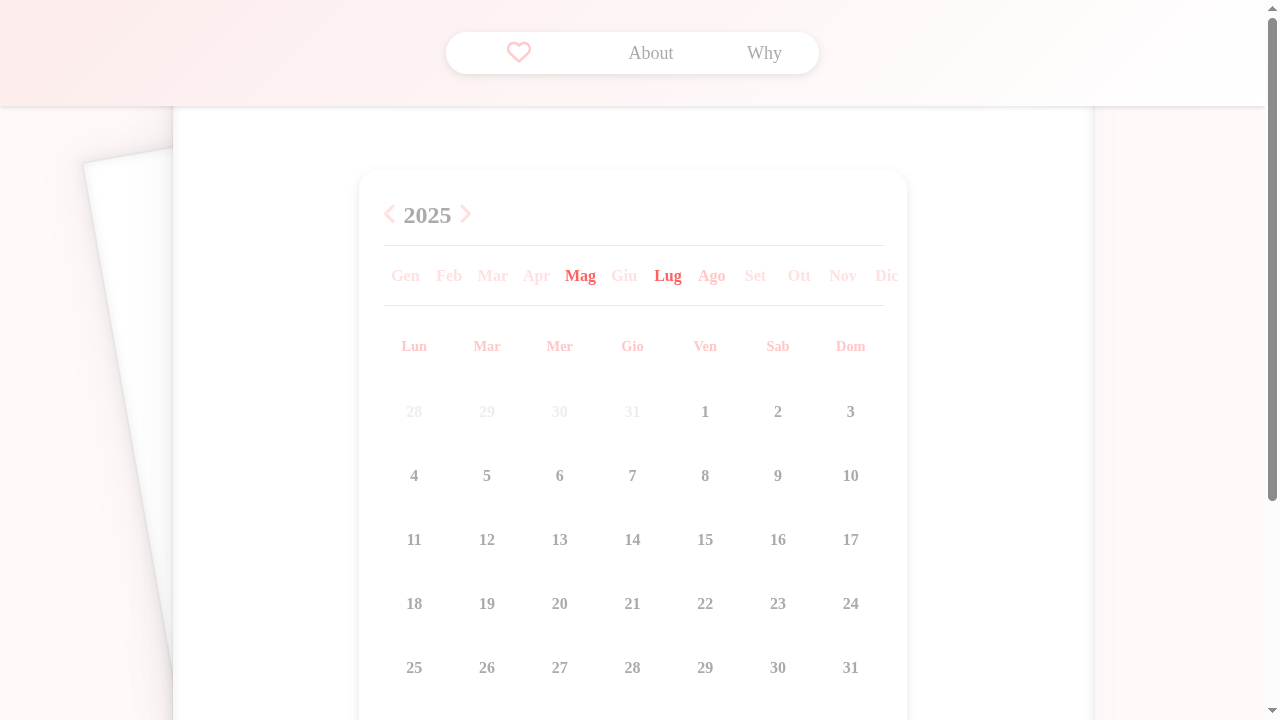 About Why
2025
Gen Feb Mar Apr Mag Giu Lug Ago Set Ott Nov Dic
Lun Mar Mer Gio Ven Sab Dom
28 29 30 31 1 2 3
4 5 6 7 8 9 10
11 12 13 14 15 16 17
18 19 20 21 22 23 24
25 26 27 28 29 30 31